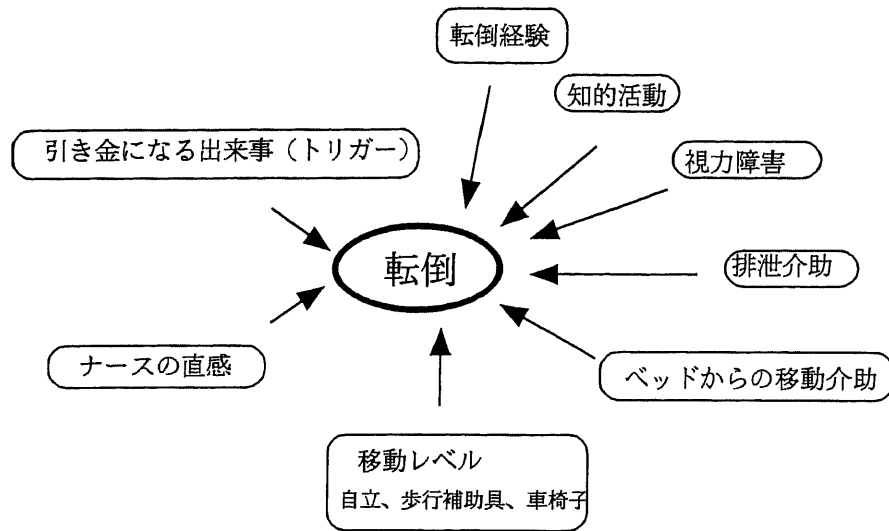 転倒経験
知的活動
引き金になる出来事（トリガー）
視力障害
転倒
排泄介助
ナースの直感
ベッドからの移動介助
移動レベル
自立、歩行補助具、車椅子